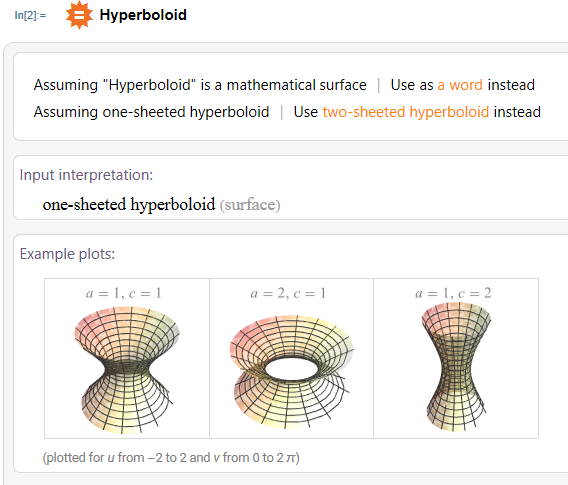 In[2]:= Hyperboloid
Assuming "Hyperboloid" is a mathematical surface | Use as a word instead
Assuming one-sheeted hyperboloid | Use two-sheeted hyperboloid instead
Input interpretation:
one-sheeted hyperboloid (surface)
Example plots:
a = 1, c = 1 a = 2, c = 1 a = 1, c = 2
(plotted for u from −2 to 2 and v from 0 to 2 π)